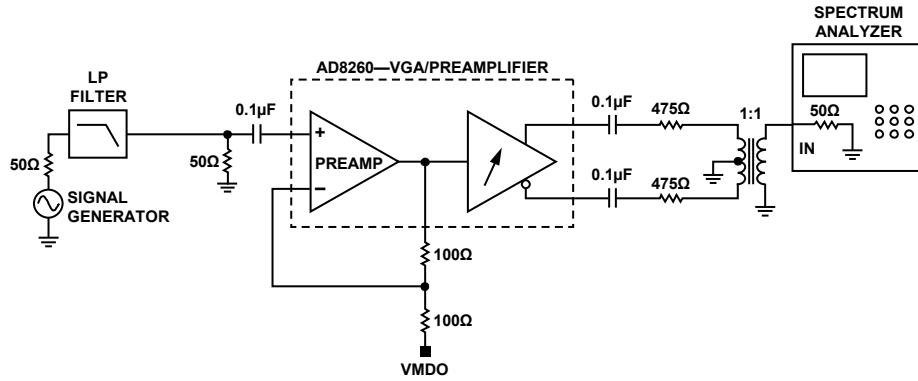 SPECTRUM
ANALYZER
AD8260—VGA/PREAMPLIFIER
LP
FILTER
0.1µF
0.1µF
475Ω
1:1
50Ω
IN
50Ω
SIGNAL
GENERATOR
50Ω
+
PREAMP
−
0.1µF
475Ω
100Ω
100Ω
VMDO